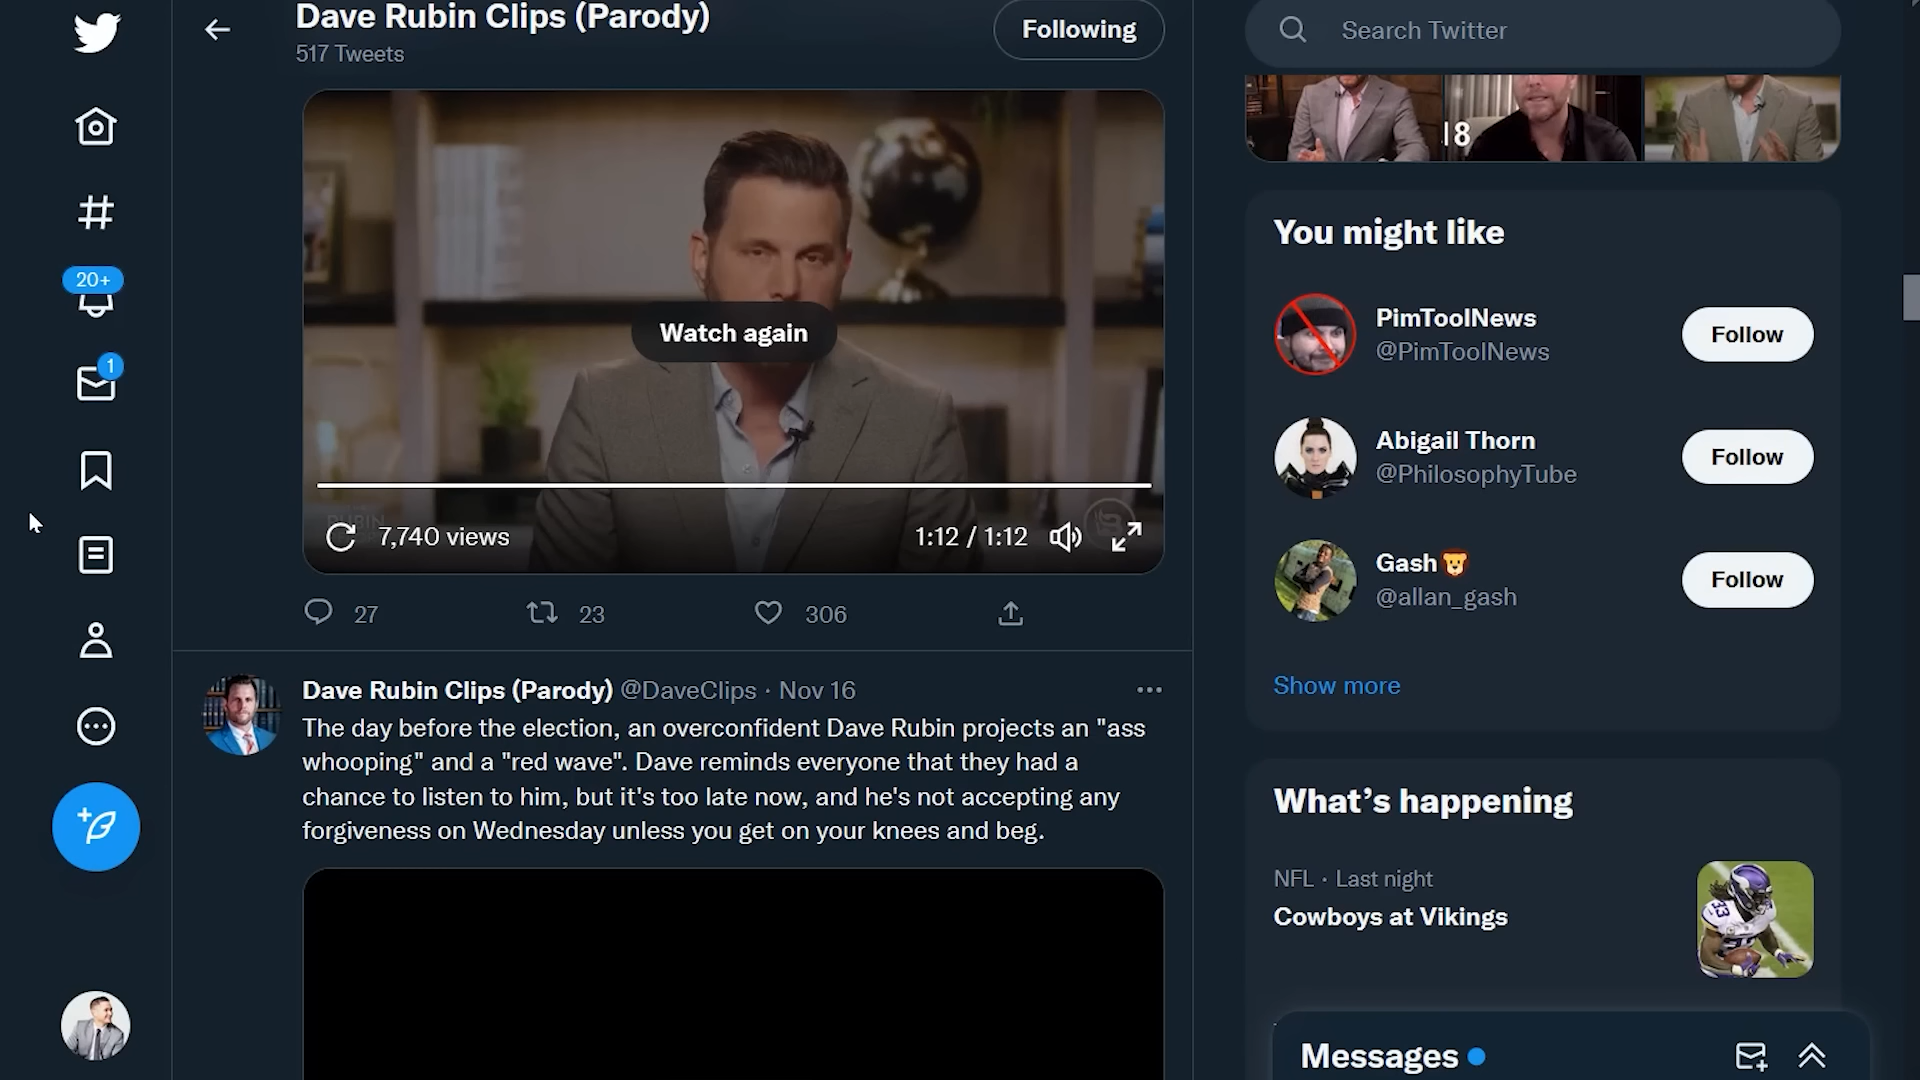 Dave Rubin Clips (Parody)
517 Tweets
Following
Search Twitter
20+
1
Watch again
7,740 views
1:12 / 1:12
27
23
306
Dave Rubin Clips (Parody) @DaveClips · Nov 16
The day before the election, an overconfident Dave Rubin projects an "ass
whooping" and a "red wave". Dave reminds everyone that they had a
chance to listen to him, but it's too late now, and he's not accepting any
forgiveness on Wednesday unless you get on your knees and beg.
18
You might like
PimToolNews
@PimToolNews
Follow
Abigail Thorn
@PhilosophyTube
Follow
Gash🦁
@allan_gash
Follow
Show more
What's happening
NFL · Last night
Cowboys at Vikings
33
Messages